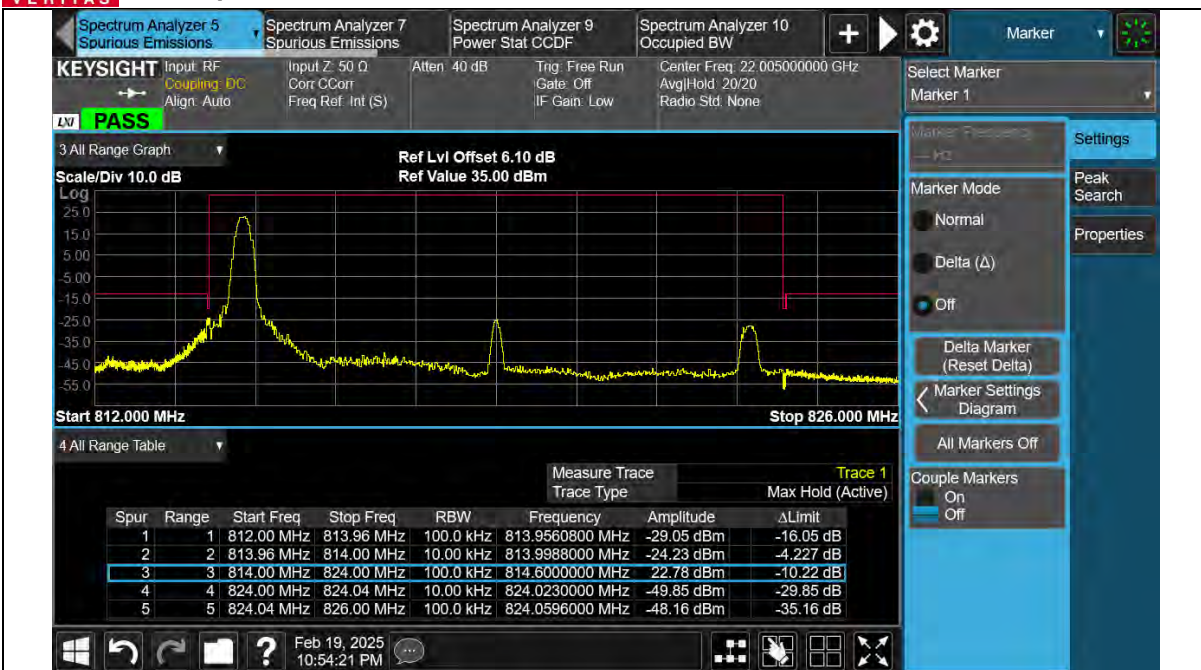 VERITAS
Spectrum Analyzer 5
Spurious Emissions
Spectrum Analyzer 7
Spurious Emissions
Spectrum Analyzer 9
Power Stat CCDF
Spectrum Analyzer 10
Occupied BW
+
Marker
KEYSIGHT
Input: RF
Coupling: DC
Align: Auto
Input Z: 50 Ω
Corr CCorr
Freq Ref: Int (S)
Atten: 40 dB
Trig: Free Run
Gate: Off
IF Gain: Low
Center Freq: 22.005000000 GHz
Avg|Hold: 20/20
Radio Std: None
LXI PASS
Select Marker
Marker 1
Marker Frequency
--- Hz
Settings
Peak
Search
Properties
Marker Mode
Normal
Delta (Δ)
Off
Delta Marker
(Reset Delta)
Marker Settings
Diagram
All Markers Off
Couple Markers
On
Off
3 All Range Graph
Ref Lvl Offset 6.10 dB
Scale/Div 10.0 dB
Ref Value 35.00 dBm
Log
25.0
15.0
5.00
-5.00
-15.0
-25.0
-35.0
-45.0
-55.0
Start 812.000 MHz
Stop 826.000 MHz
4 All Range Table
Measure Trace Trace 1
Trace Type Max Hold (Active)
Spur Range Start Freq Stop Freq RBW Frequency Amplitude ΔLimit
1 1 812.00 MHz 813.96 MHz 100.0 kHz 813.9560800 MHz -29.05 dBm -16.05 dB
2 2 813.96 MHz 814.00 MHz 10.00 kHz 813.9988000 MHz -24.23 dBm -4.227 dB
3 3 814.00 MHz 824.00 MHz 100.0 kHz 814.6000000 MHz 22.78 dBm -10.22 dB
4 4 824.00 MHz 824.04 MHz 10.00 kHz 824.0230000 MHz -49.85 dBm -29.85 dB
5 5 824.04 MHz 826.00 MHz 100.0 kHz 824.0596000 MHz -48.16 dBm -35.16 dB
?
Feb 19, 2025
10:54:21 PM